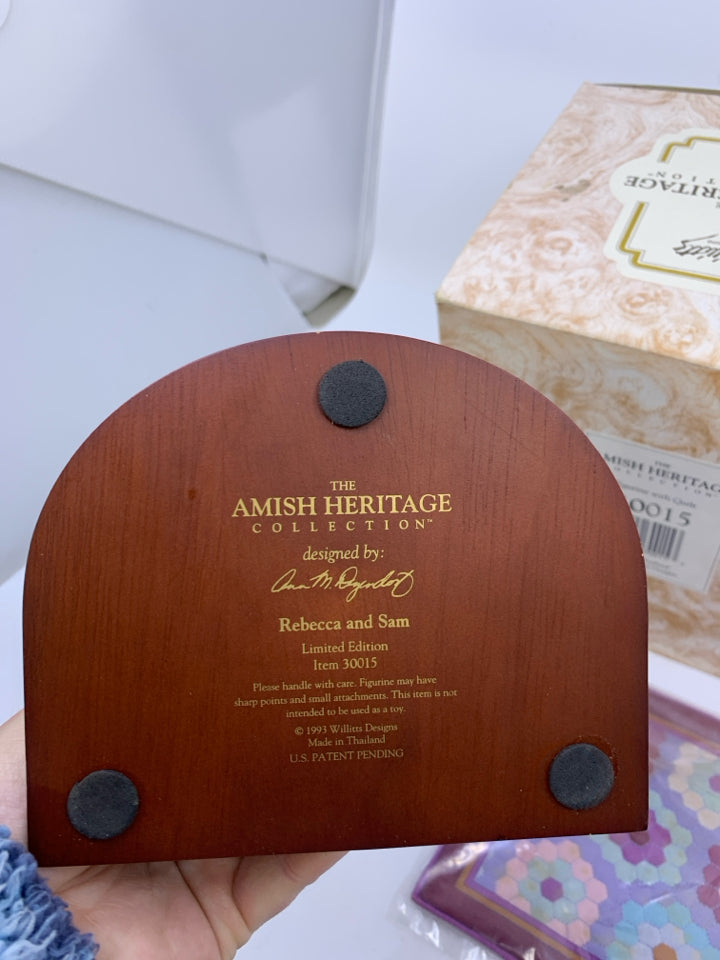 THE
AMISH HERITAGE
COLLECTION™
designed by:
Rebecca and Sam
Limited Edition
Item 30015
Please handle with care. Figurine may have
sharp points and small attachments. This item is not
intended to be used as a toy.
© 1993 Willitts Designs
Made in Thailand
U.S. PATENT PENDING
THE
AMISH HERITAGE
COLLECTION
with Quilt
0015